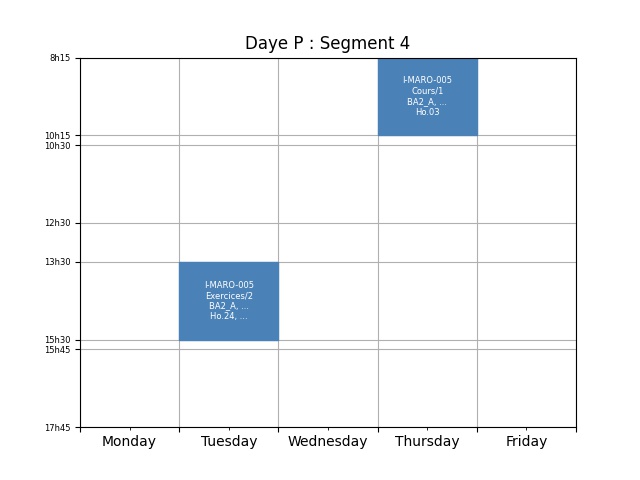 Daye P : Segment 4
8h15
I-MARO-005
Cours/1
BA2_A, ...
Ho.03
10h15
10h30
12h30
13h30
I-MARO-005
Exercices/2
BA2_A, ...
Ho.24, ...
15h30
15h45
17h45
Monday Tuesday Wednesday Thursday Friday